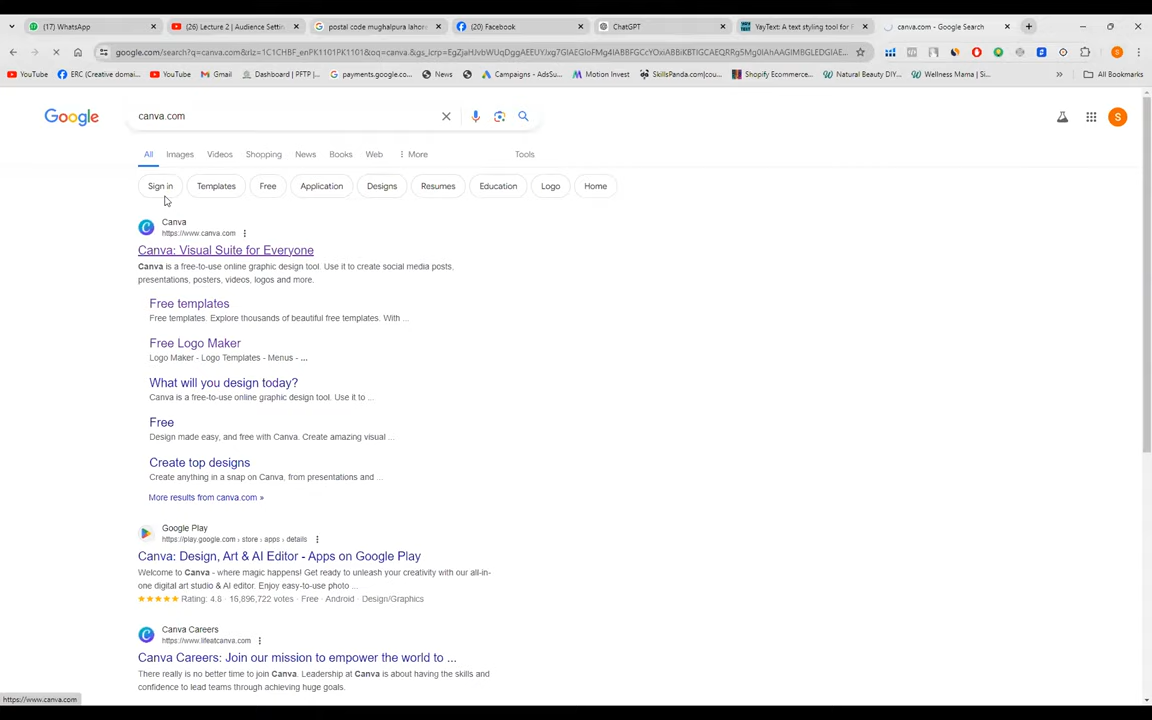 (17) WhatsApp
(26) Lecture 2 | Audience Settin
postal code mughalpura lahore
(20) Facebook
ChatGPT
YayText: A text styling tool for F
canva.com - Google Search
YouTube
ERC (Creative domai...
YouTube
Gmail
Dashboard | PFTP |...
payments.google.co...
News
Campaigns - AdsSu...
Motion Invest
SkillsPanda.com|cou...
Shopify Ecommerce...
Natural Beauty DIY...
Wellness Mama | Si...
»
All Bookmarks
Google
canva.com
S
All
Images
Videos
Shopping
News
Books
Web
More
Tools
Sign in
Templates
Free
Application
Designs
Resumes
Education
Logo
Home
Canva
https://www.canva.com
Canva: Visual Suite for Everyone
Canva is a free-to-use online graphic design tool. Use it to create social media posts,
presentations, posters, videos, logos and more.
Free templates
Free templates. Explore thousands of beautiful free templates. With ...
Free Logo Maker
Logo Maker - Logo Templates - Menus - ...
What will you design today?
Canva is a free-to-use online graphic design tool. Use it to ...
Free
Design made easy, and free with Canva. Create amazing visual ...
Create top designs
Create anything in a snap on Canva, from presentations and ...
More results from canva.com »
Google Play
https://play.google.com › store › apps › details
Canva: Design, Art & AI Editor - Apps on Google Play
Welcome to Canva - where magic happens! Get ready to unleash your creativity with our all-in-
one digital art studio & AI editor. Enjoy easy-to-use photo ...
Rating: 4.8 · 16,896,722 votes · Free · Android · Design/Graphics
Canva Careers
https://www.lifeatcanva.com
Canva Careers: Join our mission to empower the world to ...
There really is no better time to join Canva. Leadership at Canva is about having the skills and
confidence to lead teams through achieving huge goals.
https://www.canva.com